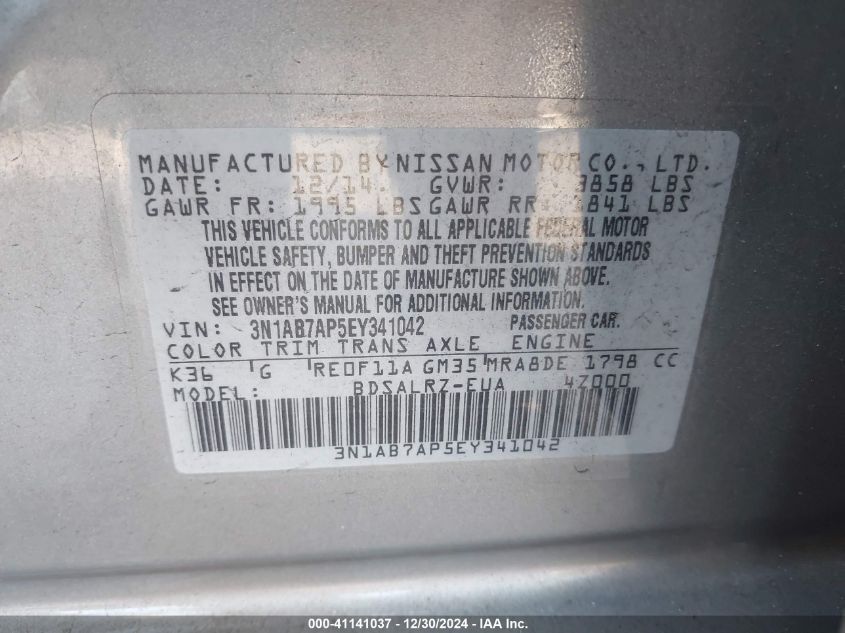 MANUFACTURED BY NISSAN MOTOR CO., LTD.
DATE: 12/14. GVWR: 3858 LBS
GAWR FR: 1995 LBS GAWR RR: 1841 LBS
THIS VEHICLE CONFORMS TO ALL APPLICABLE FEDERAL MOTOR
VEHICLE SAFETY, BUMPER AND THEFT PREVENTION STANDARDS
IN EFFECT ON THE DATE OF MANUFACTURE SHOWN ABOVE.
SEE OWNER'S MANUAL FOR ADDITIONAL INFORMATION.
VIN: 3N1AB7AP5EY341042 PASSENGER CAR.
COLOR TRIM TRANS AXLE ENGINE
K36 G RE0F11A GM35 MRA8DE 1798 CC
MODEL: BDSALRZ-EUA 4Z000
3N1AB7AP5EY341042
000-41141037 - 12/30/2024 - IAA Inc.